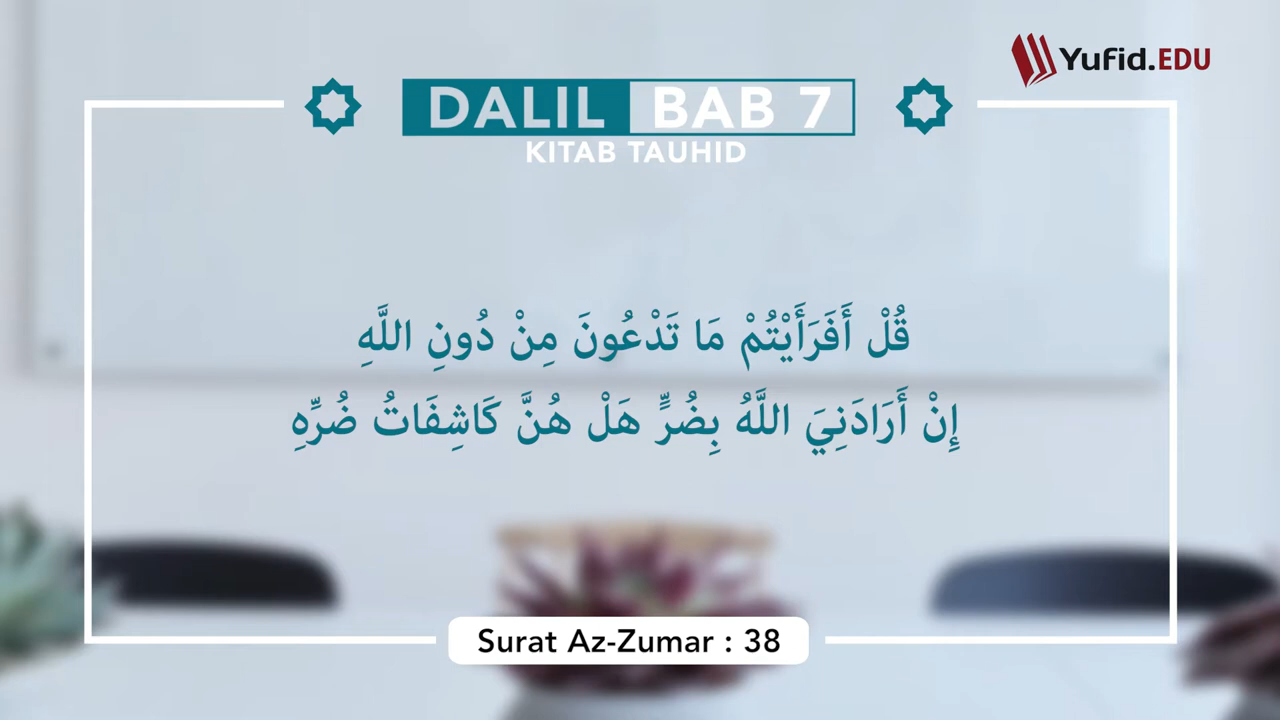 Yufid.EDU
DALIL BAB 7
KITAB TAUHID
قُلْ أَفَرَأَيْتُمْ مَا تَدْعُونَ مِنْ دُونِ اللَّهِ
إِنْ أَرَادَنِيَ اللَّهُ بِضُرٍّ هَلْ هُنَّ كَاشِفَاتُ ضُرِّهِ
Surat Az-Zumar : 38